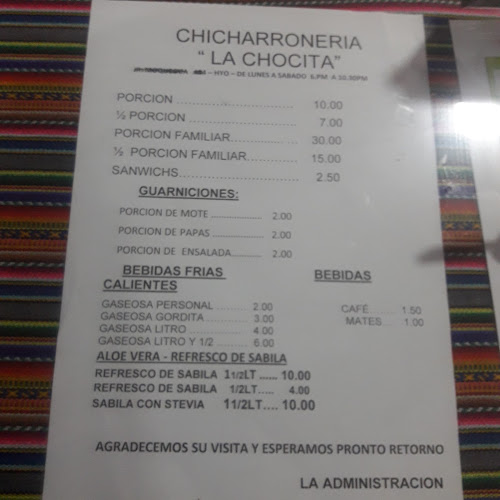 CHICHARRONERIA
“ LA CHOCITA”
– HYO – DE LUNES A SABADO 6.PM A 10.30PM
PORCION ........................ 10.00
½ PORCION ........................ 7.00
PORCION FAMILIAR................ 30.00
½ PORCION FAMILIAR............. 15.00
SANWICHS........................ 2.50
GUARNICIONES:
PORCION DE MOTE ................ 2.00
PORCION DE PAPAS ............... 2.00
PORCION DE ENSALADA.......... 2.00
BEBIDAS FRIAS BEBIDAS
CALIENTES
GASEOSA PERSONAL ......... 2.00
GASEOSA GORDITA ........... 3.00
GASEOSA LITRO ............... 4.00
GASEOSA LITRO Y 1/2 ......... 6.00
CAFÉ.......... 1.50
MATES.... 1.00
ALOE VERA - REFRESCO DE SABILA
REFRESCO DE SABILA 11/2LT ...... 10.00
REFRESCO DE SABILA 1/2LT..... 4.00
SABILA CON STEVIA 11/2LT.... 10.00
AGRADECEMOS SU VISITA Y ESPERAMOS PRONTO RETORNO
LA ADMINISTRACION